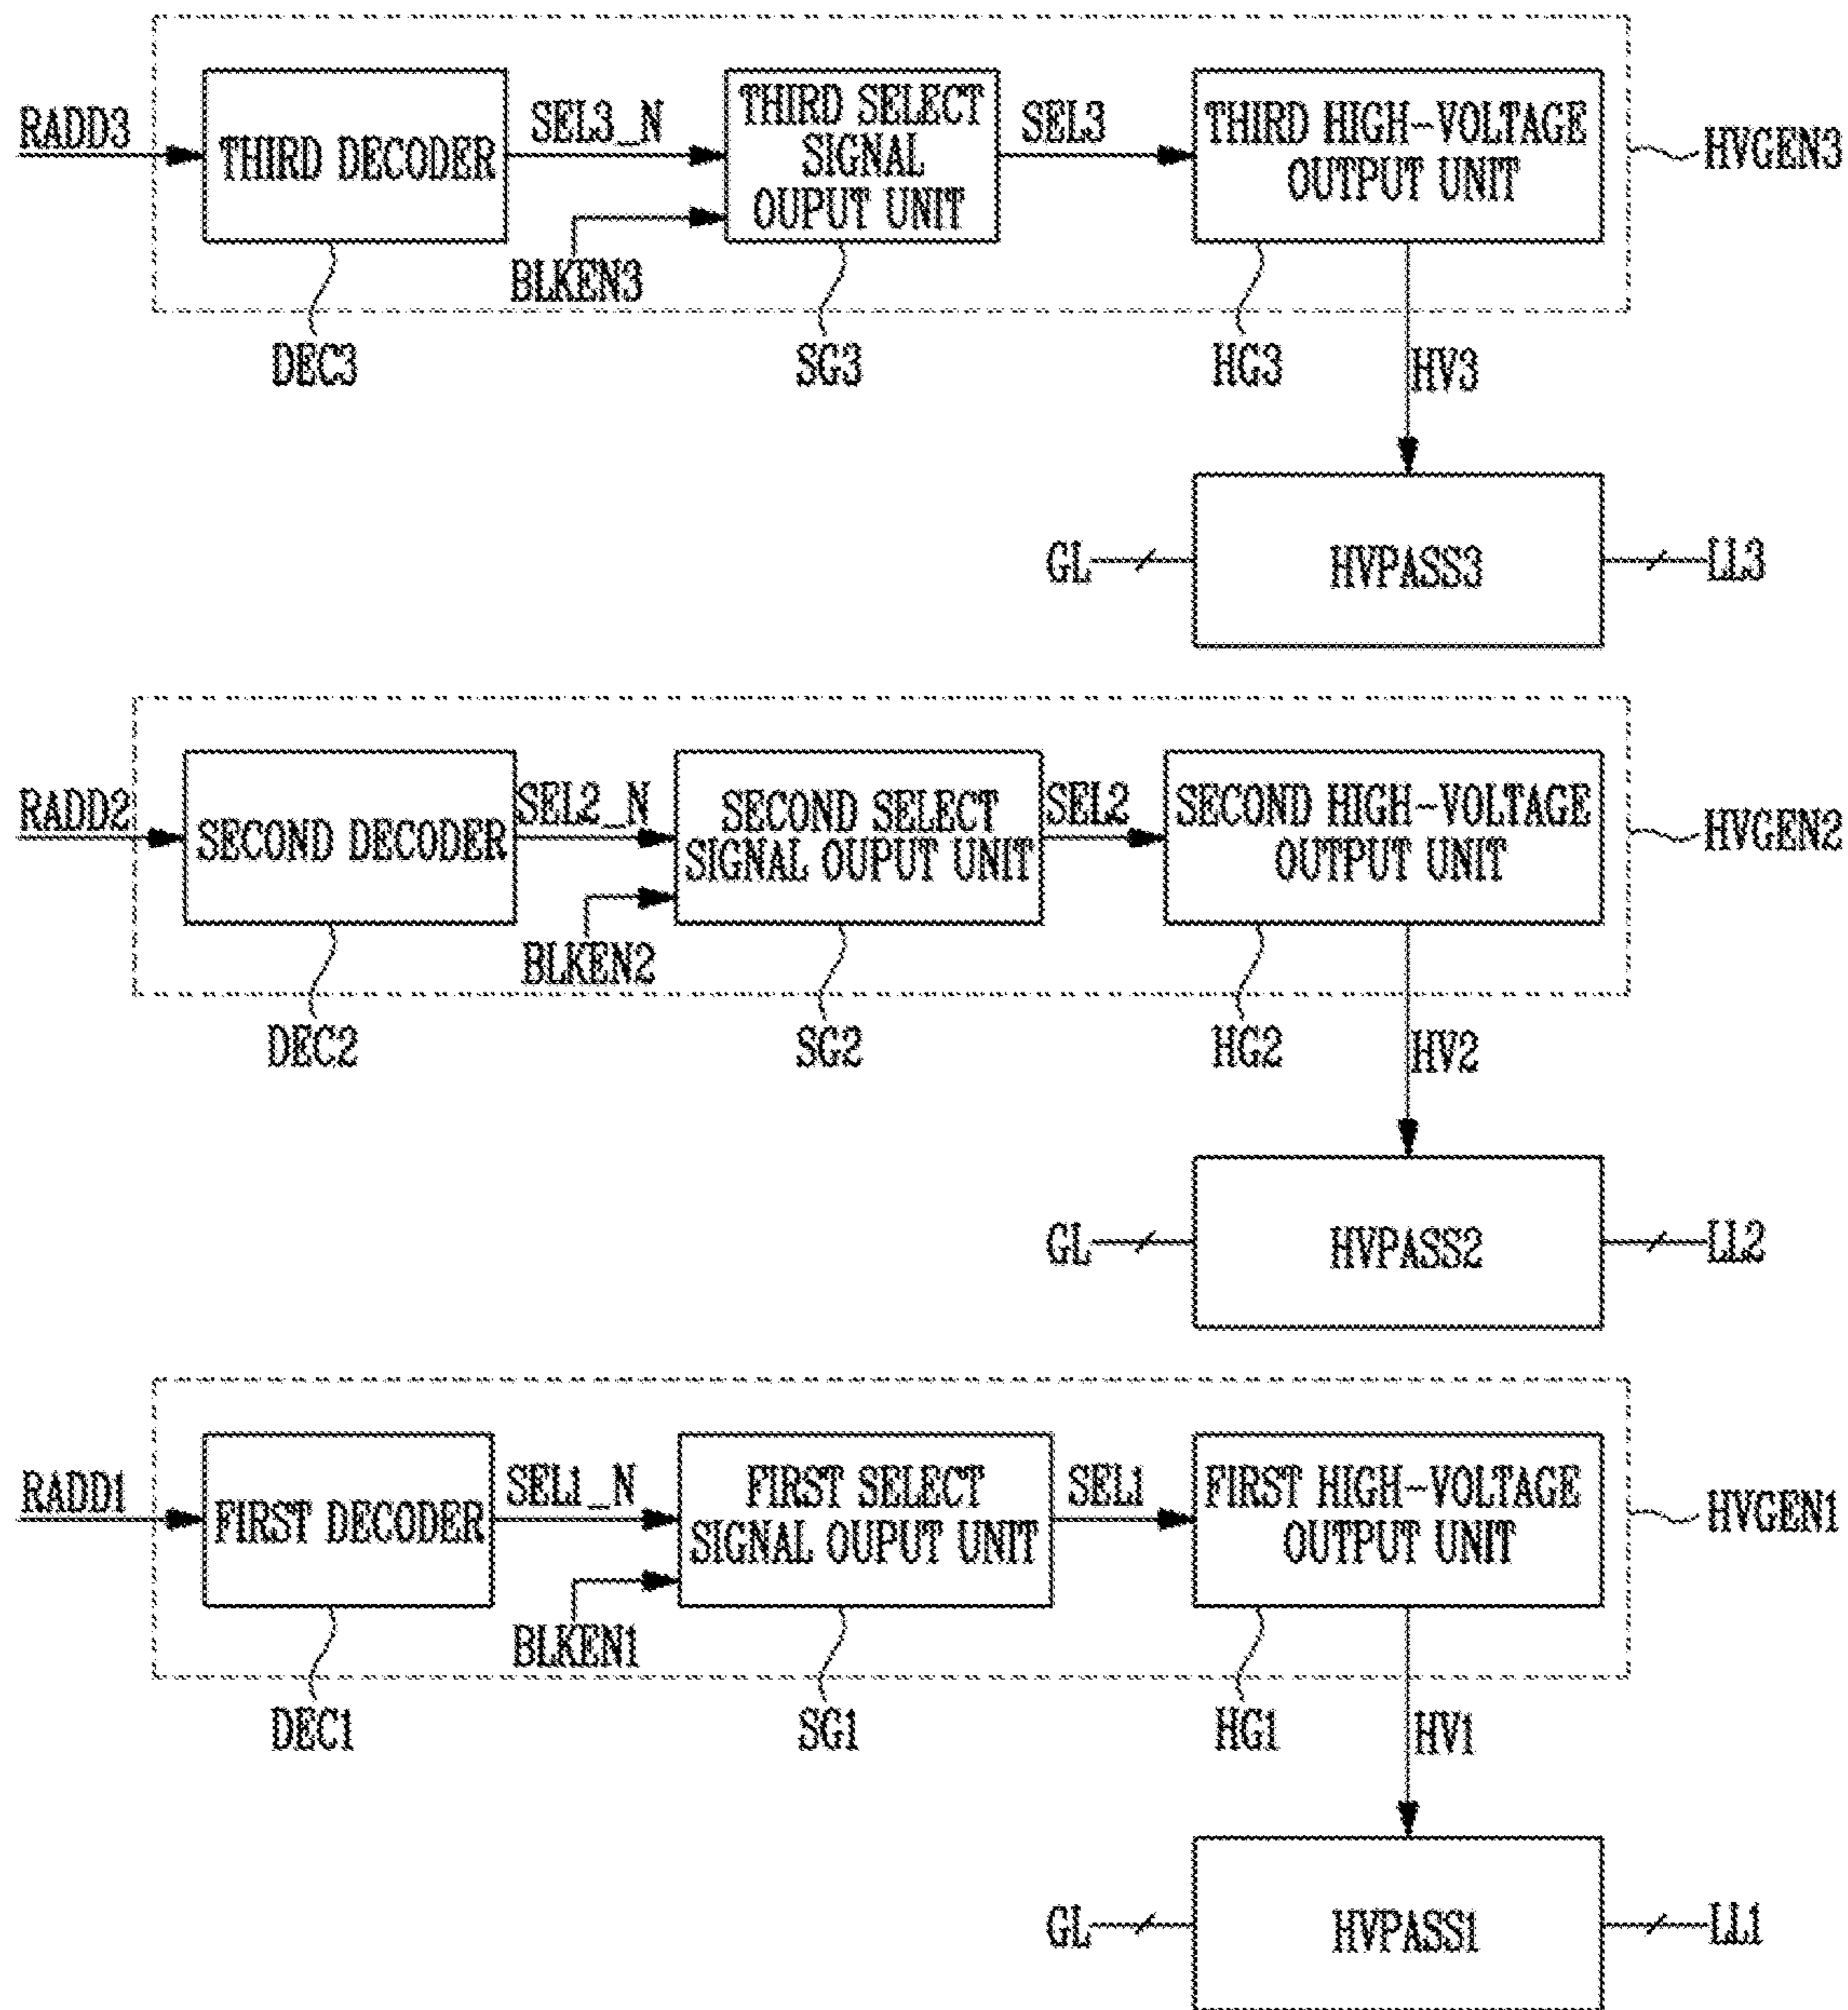 RADD3
THIRD DECODER
SEL3_N
BLKEN3
THIRD SELECT
SIGNAL
OUPUT UNIT
SEL3
THIRD HIGH-VOLTAGE
OUTPUT UNIT
HVGEN3
DEC3
SG3
HG3
HV3
GL
HVPASS3
LL3
RADD2
SECOND DECODER
SEL2_N
BLKEN2
SECOND SELECT
SIGNAL OUPUT UNIT
SEL2
SECOND HIGH-VOLTAGE
OUTPUT UNIT
HVGEN2
DEC2
SG2
HG2
HV2
GL
HVPASS2
LL2
RADD1
FIRST DECODER
SEL1_N
BLKEN1
FIRST SELECT
SIGNAL OUPUT UNIT
SEL1
FIRST HIGH-VOLTAGE
OUTPUT UNIT
HVGEN1
DEC1
SG1
HG1
HV1
GL
HVPASS1
LL1